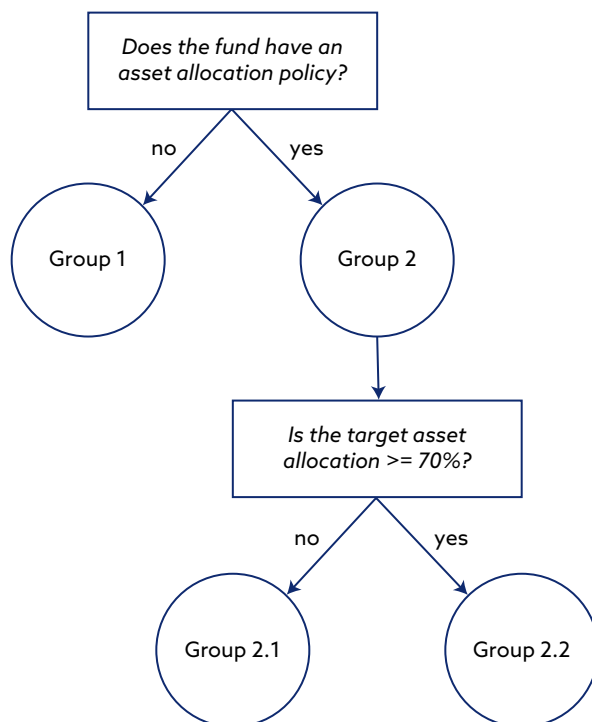 Does the fund have an
asset allocation policy?
no
yes
Group 1
Group 2
Is the target asset
allocation >= 70%?
no
yes
Group 2.1
Group 2.2